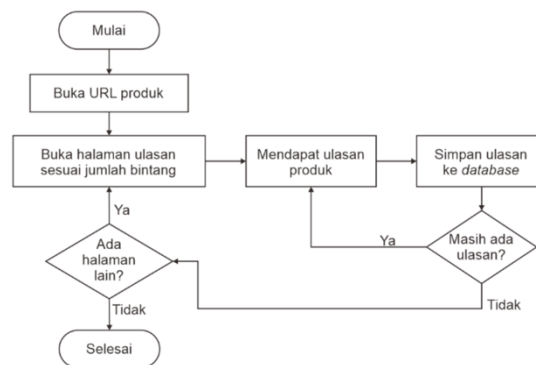 Mulai
Buka URL produk
Buka halaman ulasan
sesuai jumlah bintang
Mendapat ulasan
produk
Simpan ulasan
ke database
Masih ada
ulasan?
Ya
Tidak
Ada
halaman
lain?
Ya
Tidak
Selesai